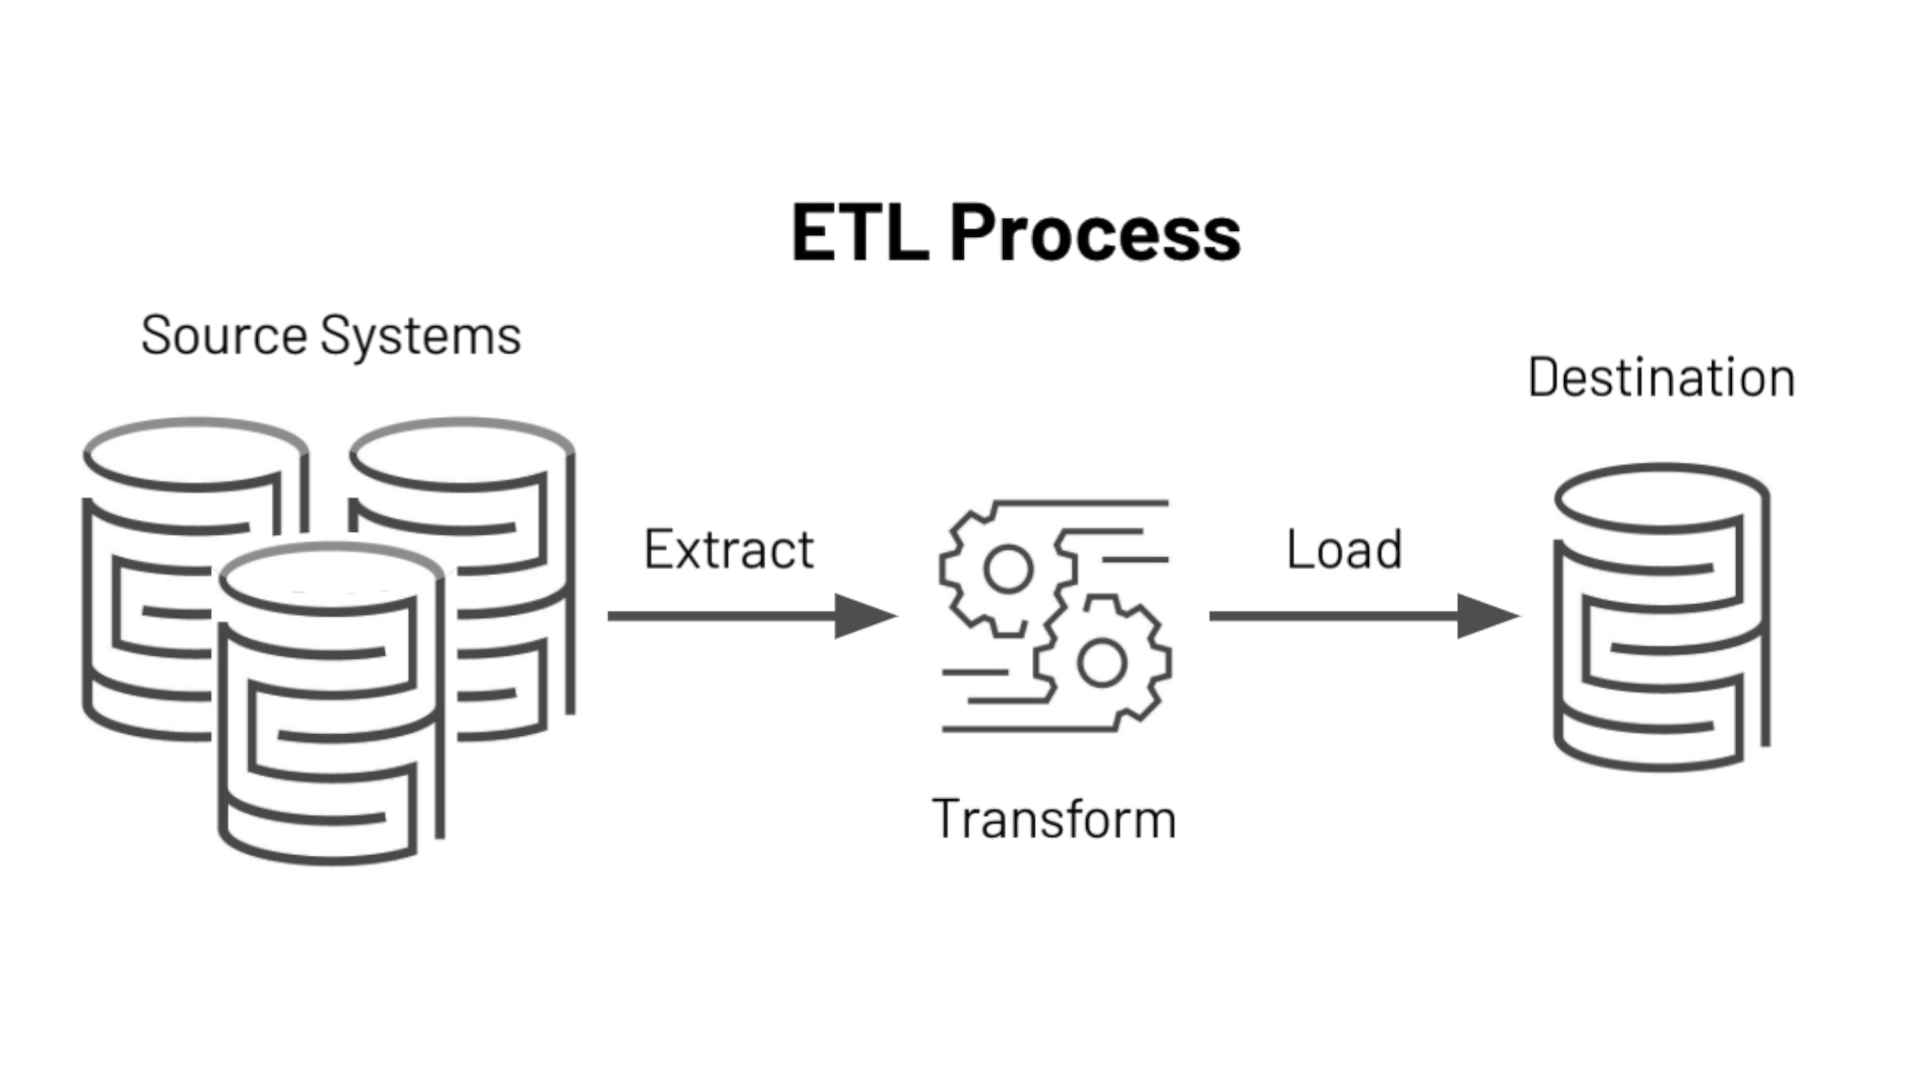 ETL Process
Source Systems
Destination
Extract
Load
Transform